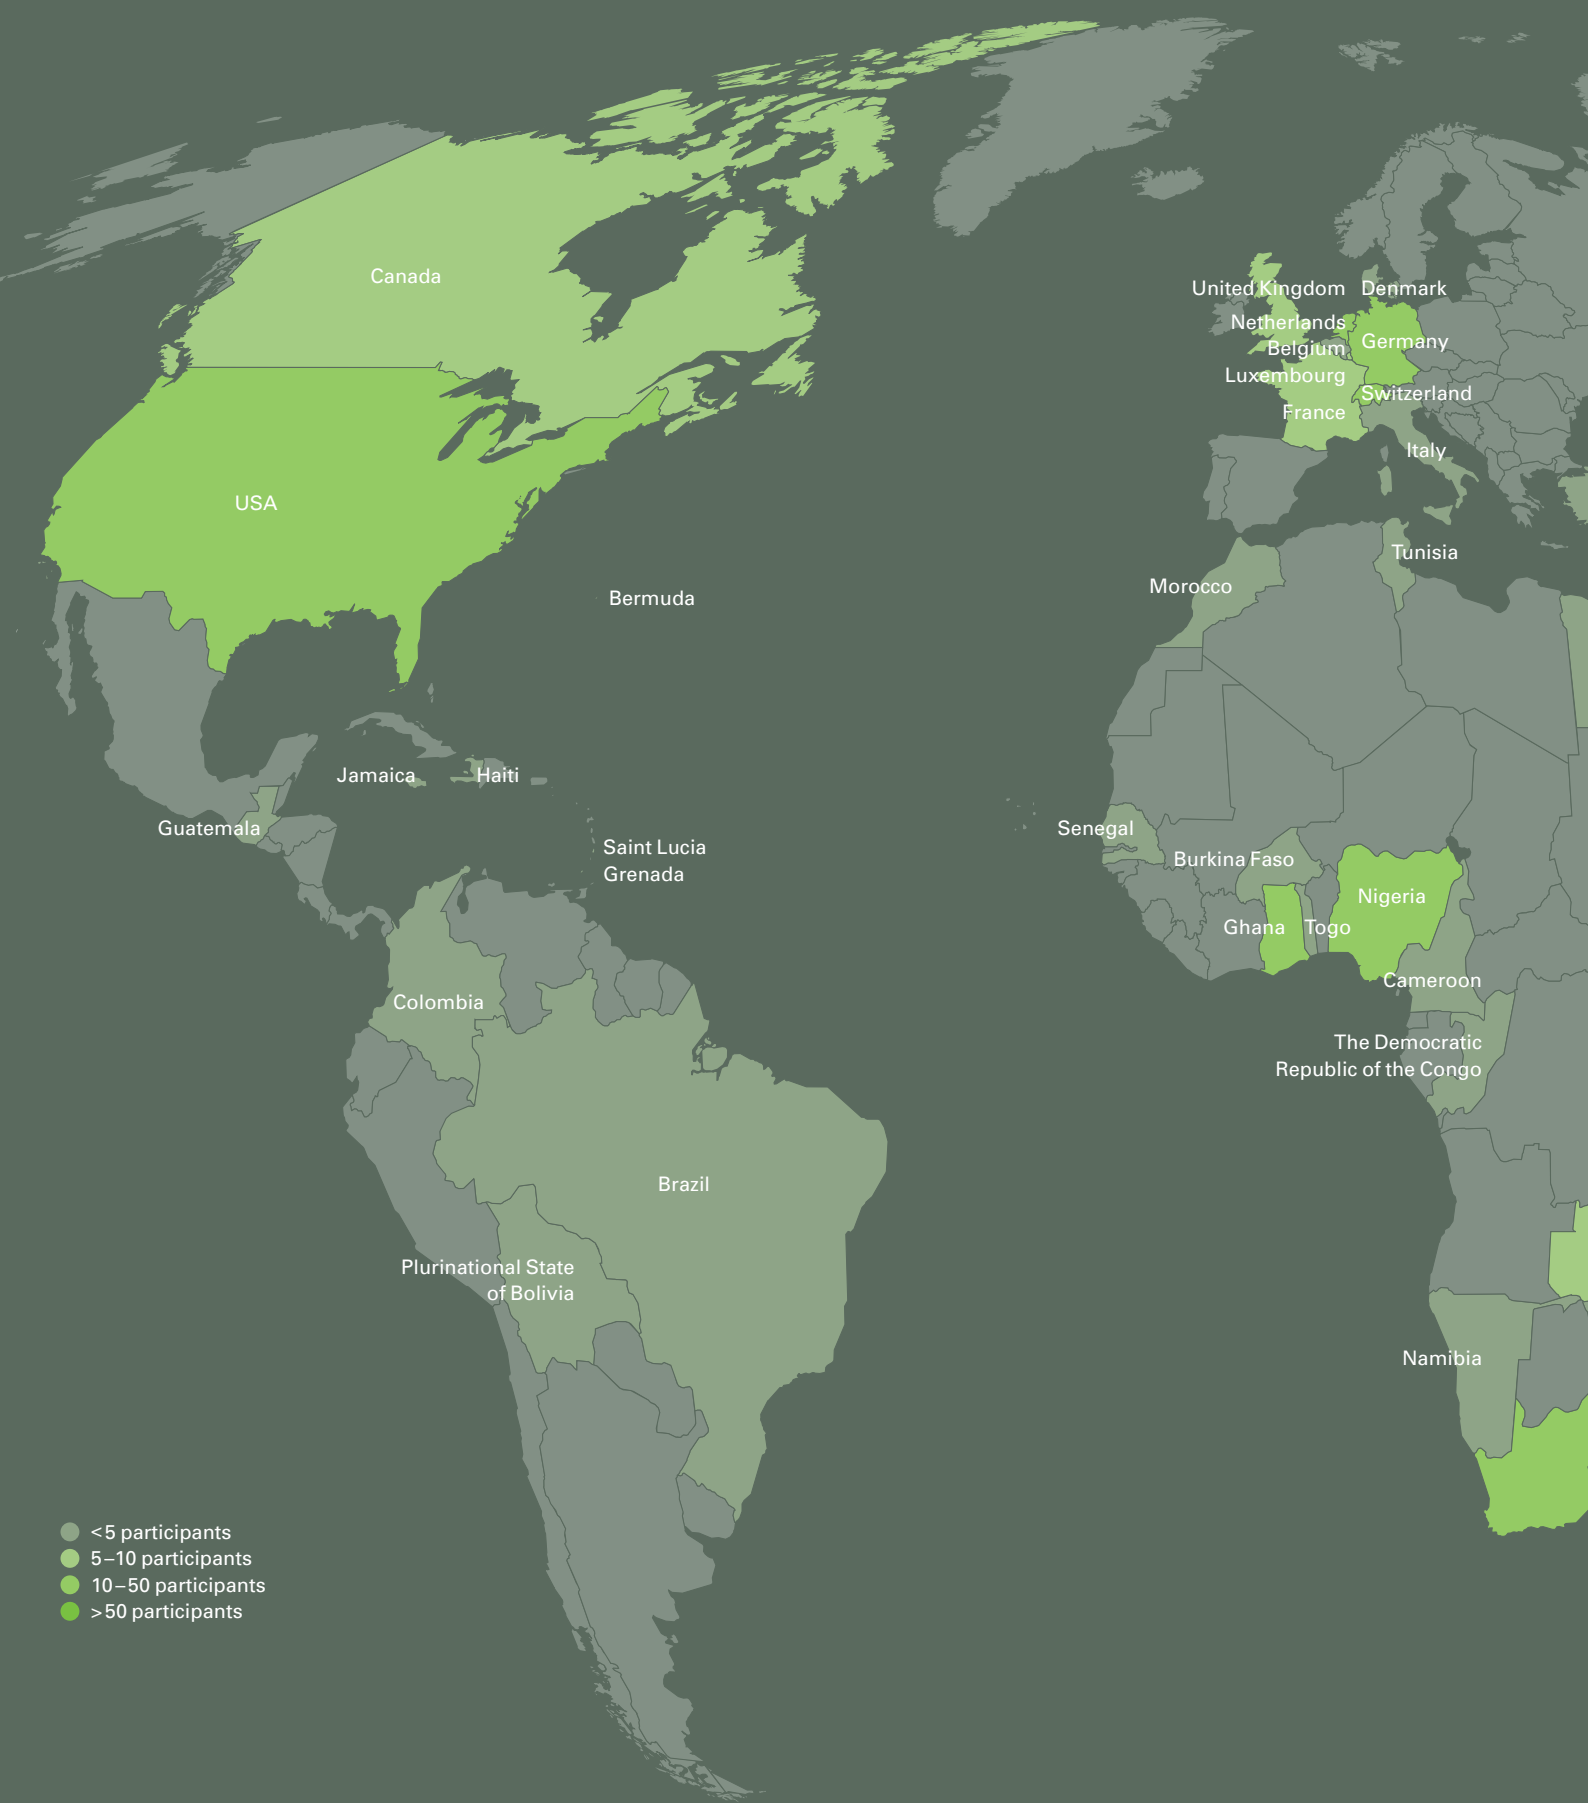 Canada
United Kingdom
Denmark
Netherlands
Germany
Belgium
Luxembourg
Switzerland
France
Italy
USA
Tunisia
Morocco
Bermuda
Jamaica
Haiti
Guatemala
Senegal
Saint Lucia
Grenada
Burkina Faso
Nigeria
Ghana
Togo
Cameroon
Colombia
The Democratic
Republic of the Congo
Brazil
Plurinational State
of Bolivia
Namibia
<5 participants
5–10 participants
10–50 participants
>50 participants